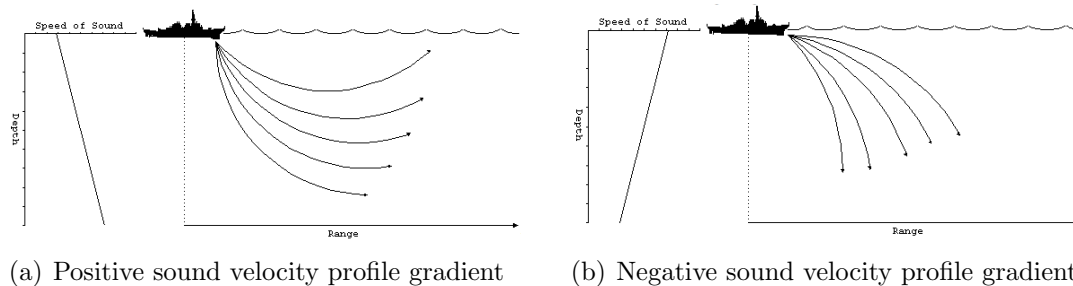 Speed of Sound
Depth
Range
(a) Positive sound velocity profile gradient
Speed of Sound
Depth
Range
(b) Negative sound velocity profile gradient